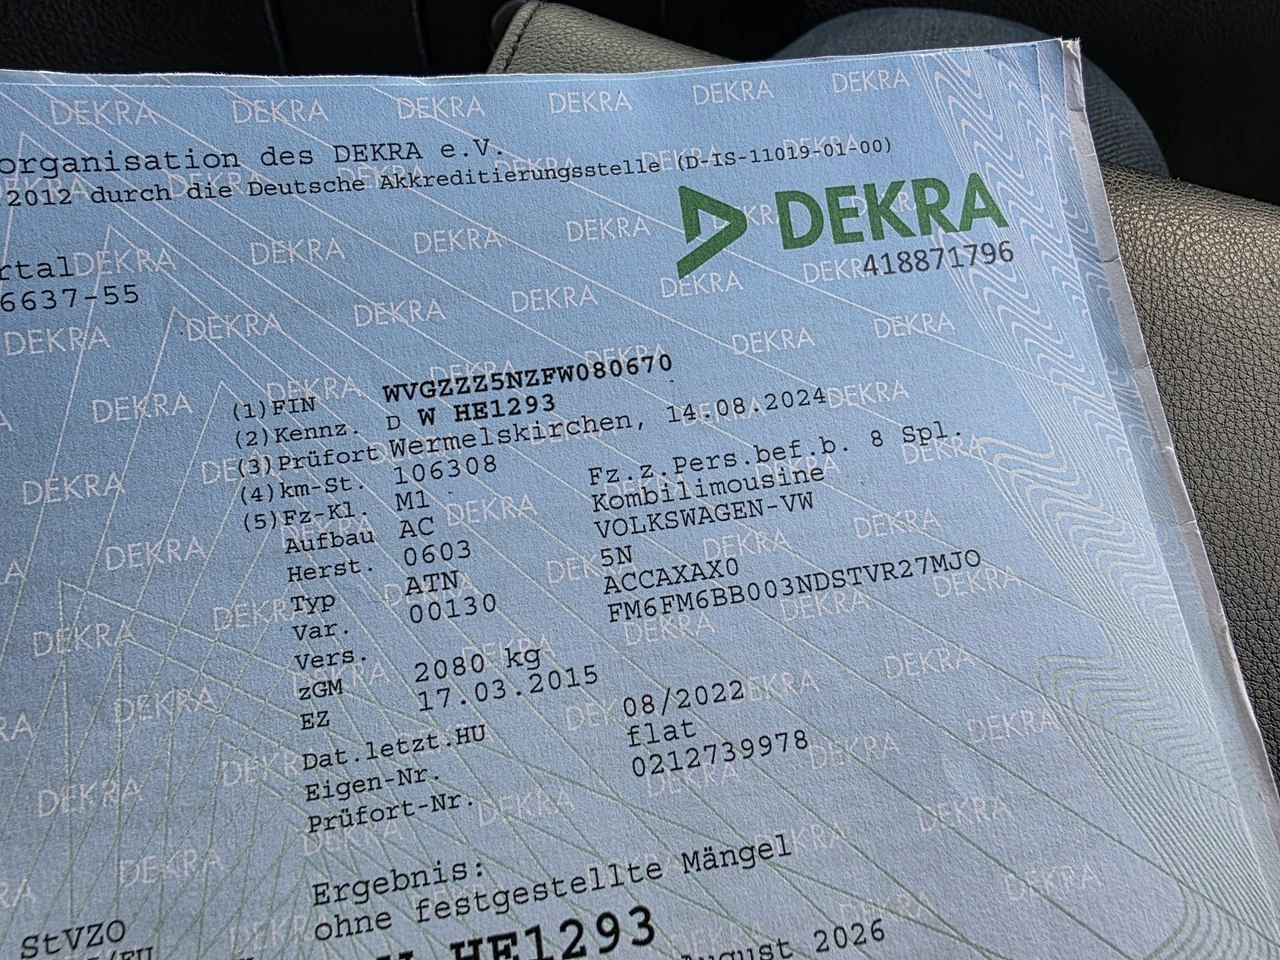 organisation des DEKRA e.V.
2012 durch die Deutsche Akkreditierungsstelle (D-IS-11019-01-00)
DEKRA
418871796
rtal
6637-55
(1) FIN WVGZZZ5NZFW080670
(2) Kennz. D W HE1293
(3) Prüfort Wermelskirchen, 14.08.2024
(4) km-St. 106308
(5) Fz-Kl. M1 Fz.z.Pers.bef.b. 8 Spl.
Aufbau AC Kombilimousine
Herst. 0603 VOLKSWAGEN-VW
Typ ATN 5N
Var. 00130 ACCAXAX0
Vers. FM6FM6BB003NDSTVR27MJO
zGM 2080 kg
EZ 17.03.2015
Dat.letzt.HU 08/2022
Eigen-Nr. flat
Prüfort-Nr. 0212739978
Ergebnis:
ohne festgestellte Mängel
StVZO
HE1293
August 2026